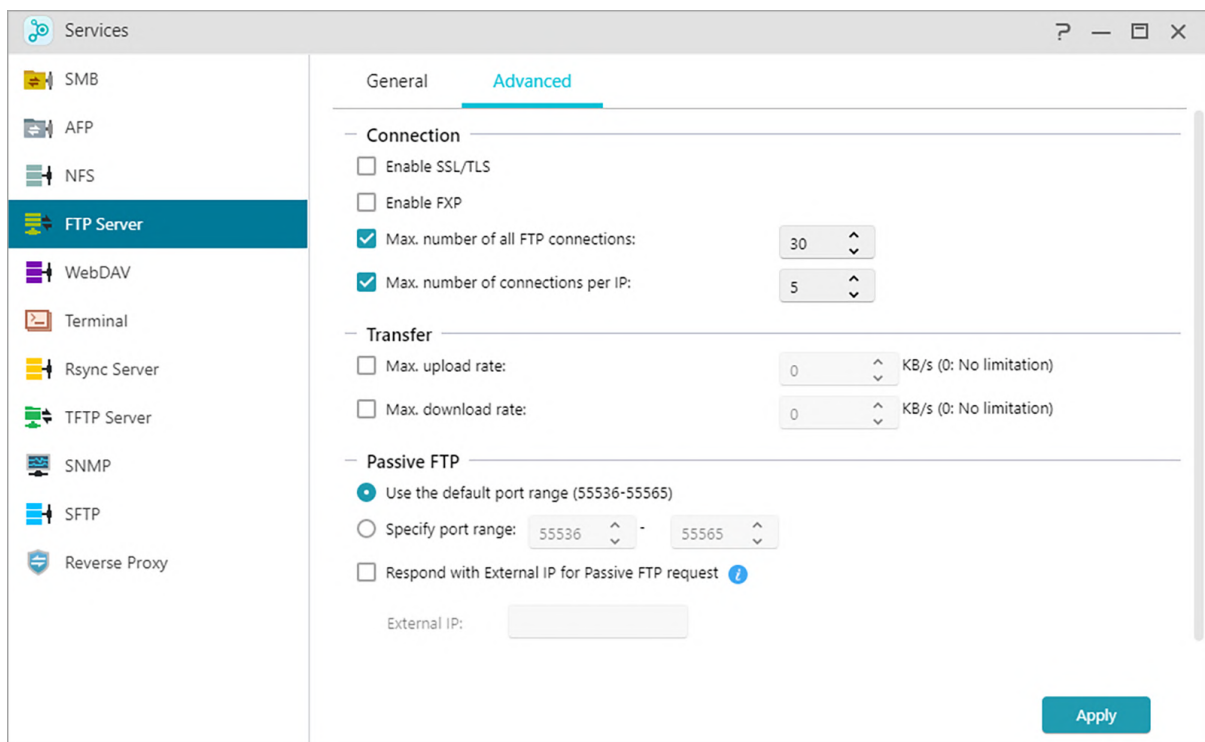 Services
SMB
AFP
NFS
FTP Server
WebDAV
Terminal
Rsync Server
TFTP Server
SNMP
SFTP
Reverse Proxy
General Advanced
Connection
Enable SSL/TLS
Enable FXP
Max. number of all FTP connections: 30
Max. number of connections per IP: 5
Transfer
Max. upload rate: 0 KB/s (0: No limitation)
Max. download rate: 0 KB/s (0: No limitation)
Passive FTP
Use the default port range (55536-55565)
Specify port range: 55536 - 55565
Respond with External IP for Passive FTP request
External IP:
Apply